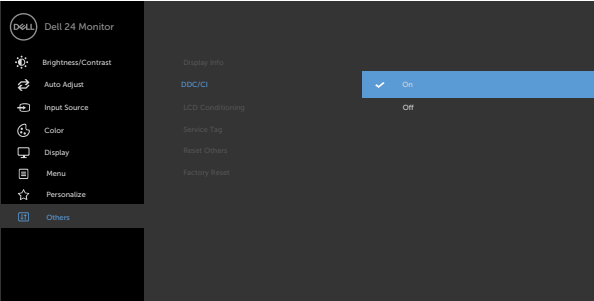 DELL
Dell 24 Monitor
Brightness/Contrast
Auto Adjust
Input Source
Color
Display
Menu
Personalize
Others
Display Info
DDC/CI
LCD Conditioning
Service Tag
Reset Others
Factory Reset
On
Off